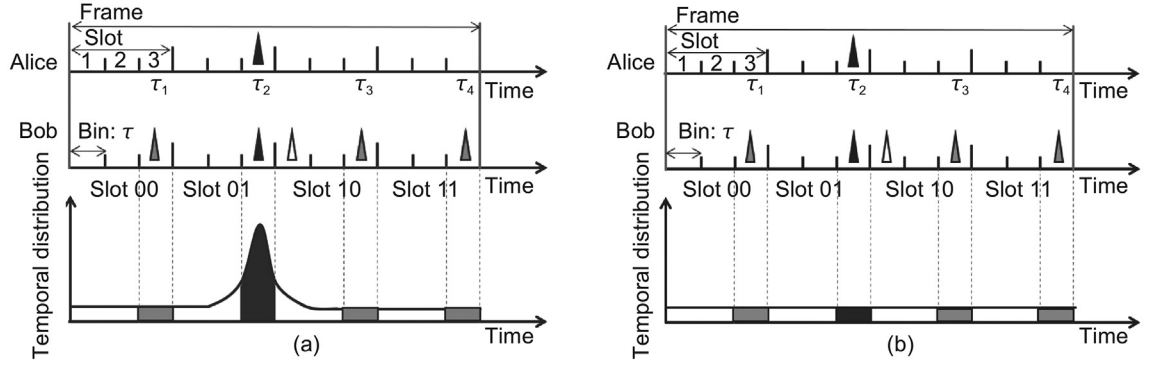 Frame
Slot
Alice 1 2 3
τ1 τ2 τ3 τ4 Time
Bob Bin: τ
Slot 00 Slot 01 Slot 10 Slot 11 Time
Temporal distribution
Time
(a)
Frame
Slot
Alice 1 2 3
τ1 τ2 τ3 τ4 Time
Bob Bin: τ
Slot 00 Slot 01 Slot 10 Slot 11 Time
Temporal distribution
Time
(b)